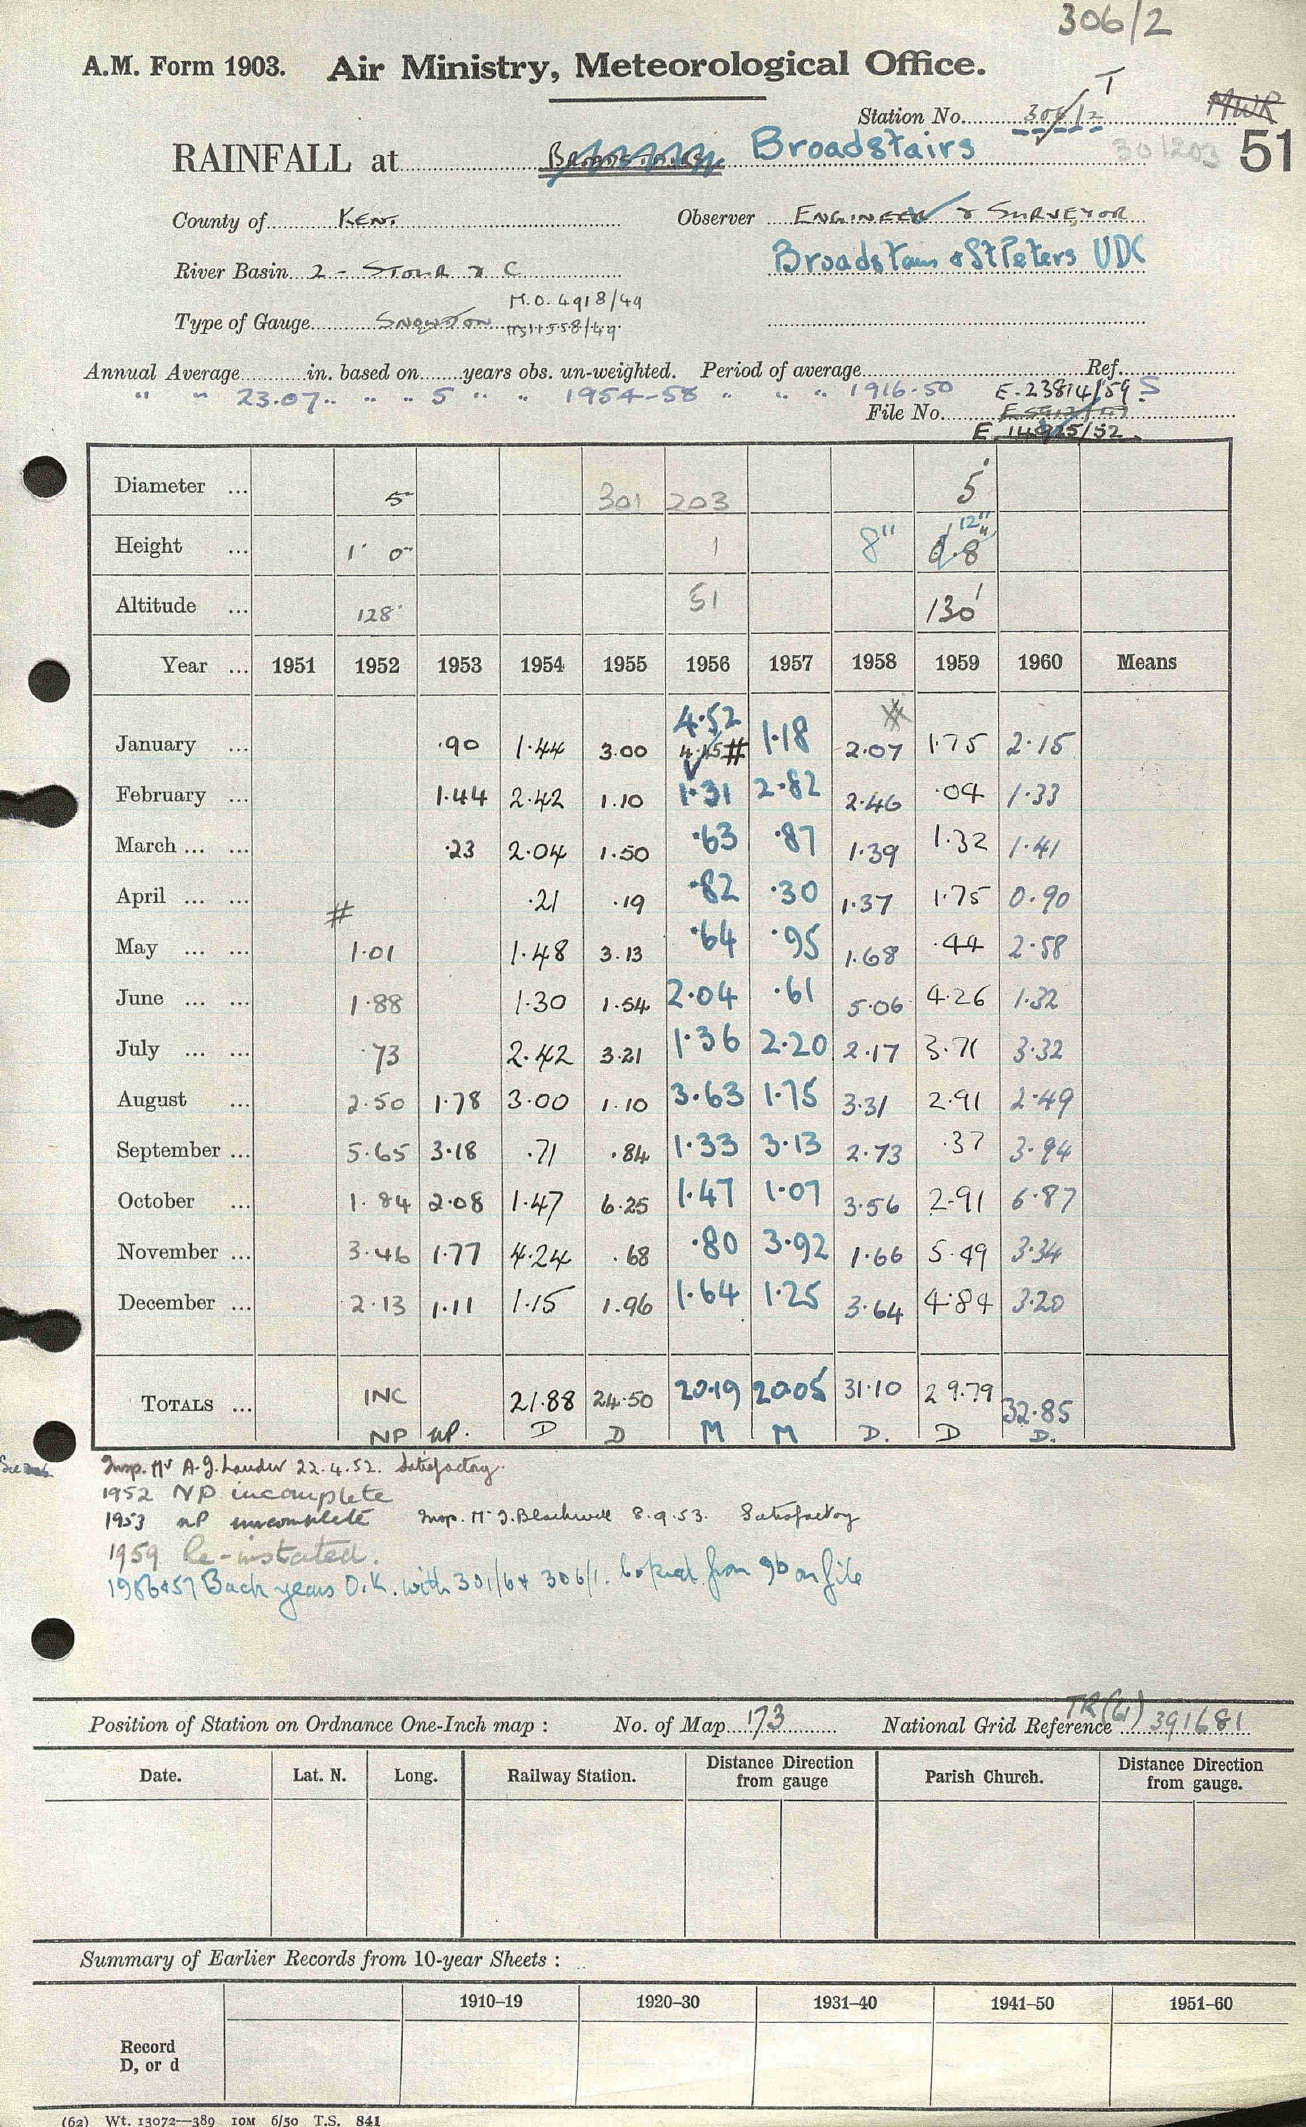 306/2
A.M. Form 1903. Air Ministry, Meteorological Office.
Station No. 306/2 T MWR
RAINFALL at Broadstairs 301203 51
County of Kent Observer Engineer & Surveyor
River Basin 2 - Stour & C Broadstairs & St Peters UDC
M.O. 4918/49
Type of Gauge Snowdon
Annual Average in. based on years obs. un-weighted. Period of average Ref.
" " 23.07 " " " 5 " " 1954-58 " " " 1916-50 E.23814/59 S
File No.
E. 14925/52
Diameter ... 5 301 203 5
Height ... 1' 0" 1 8" 0.8" 12"
Altitude ... 128' 51 130'
Year ... 1951 1952 1953 1954 1955 1956 1957 1958 1959 1960 Means
4.52
January ... .90 1.44 3.00 4.15 # 1.18 2.07 1.75 2.15
February ... 1.44 2.42 1.10 1.31 2.82 2.46 .04 1.33
March ... ... .23 2.04 1.50 .63 .87 1.39 1.32 1.41
April ... ... # .21 .19 .82 .30 1.37 1.75 0.90
May ... ... 1.01 1.48 3.13 .64 .95 1.68 .44 2.58
June ... ... 1.88 1.30 1.54 2.04 .61 5.06 4.26 1.32
July ... ... .73 2.42 3.21 1.36 2.20 2.17 3.71 3.32
August ... 2.50 1.78 3.00 1.10 3.63 1.75 3.31 2.91 2.49
September ... 5.65 3.18 .71 .84 1.33 3.13 2.73 .37 3.94
October ... 1.84 2.08 1.47 6.25 1.47 1.07 3.56 2.91 6.87
November ... 3.46 1.77 4.24 .68 .80 3.92 1.66 5.49 3.34
December ... 2.13 1.11 1.15 1.96 1.64 1.25 3.64 4.84 3.20
Totals ... INC 21.88 24.50 20.19 20.05 31.10 29.79 32.85
NP NP. D D M M D. D D.
Insp. Mr A.J. Lauder 22.4.52. Satisfactory.
1952 NP incomplete
1953 NP incomplete Insp. Mr J. Blackwell 8.9.53. Satisfactory
1959 Re-instated.
1956&57 Back years O.K. with 301/6 & 306/1. copied from 9b on file
Position of Station on Ordnance One-Inch map : No. of Map 173 National Grid Reference TR(61) 391681
Date. Lat. N. Long. Railway Station. Distance Direction from gauge Parish Church. Distance Direction from gauge.
Summary of Earlier Records from 10-year Sheets :
1910–19 1920–30 1931–40 1941–50 1951–60
Record
D, or d
(62) Wt. 13072—389 10M 6/50 T.S. 841